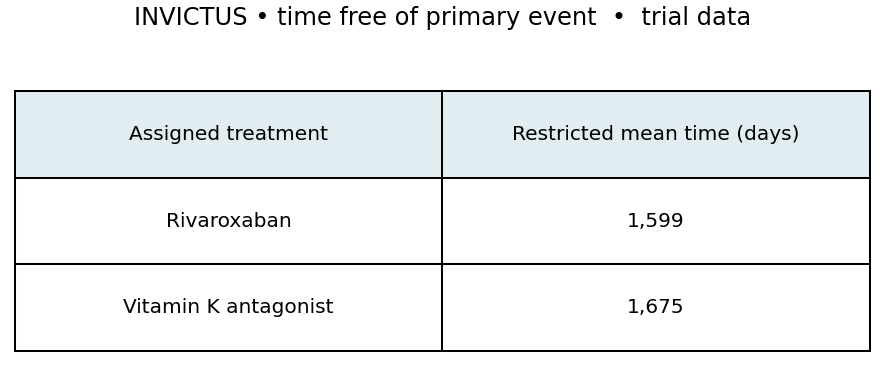 INVICTUS • time free of primary event • trial data
Assigned treatment Restricted mean time (days)
Rivaroxaban 1,599
Vitamin K antagonist 1,675